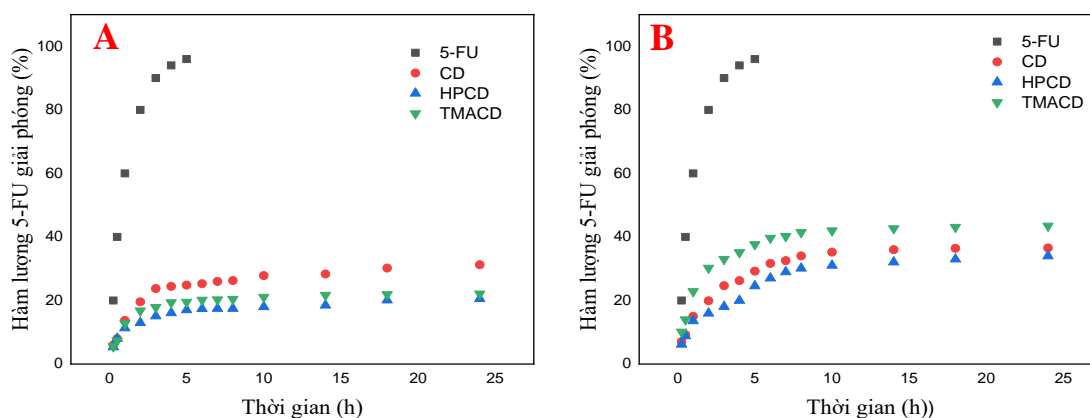 A
Hàm lượng 5-FU giải phóng (%)
100
80
60
40
20
0
5-FU
CD
HPCD
TMACD
0 5 10 15 20 25
Thời gian (h)
B
Hàm lượng 5-FU giải phóng (%)
100
80
60
40
20
0
5-FU
CD
HPCD
TMACD
0 5 10 15 20 25
Thời gian (h))